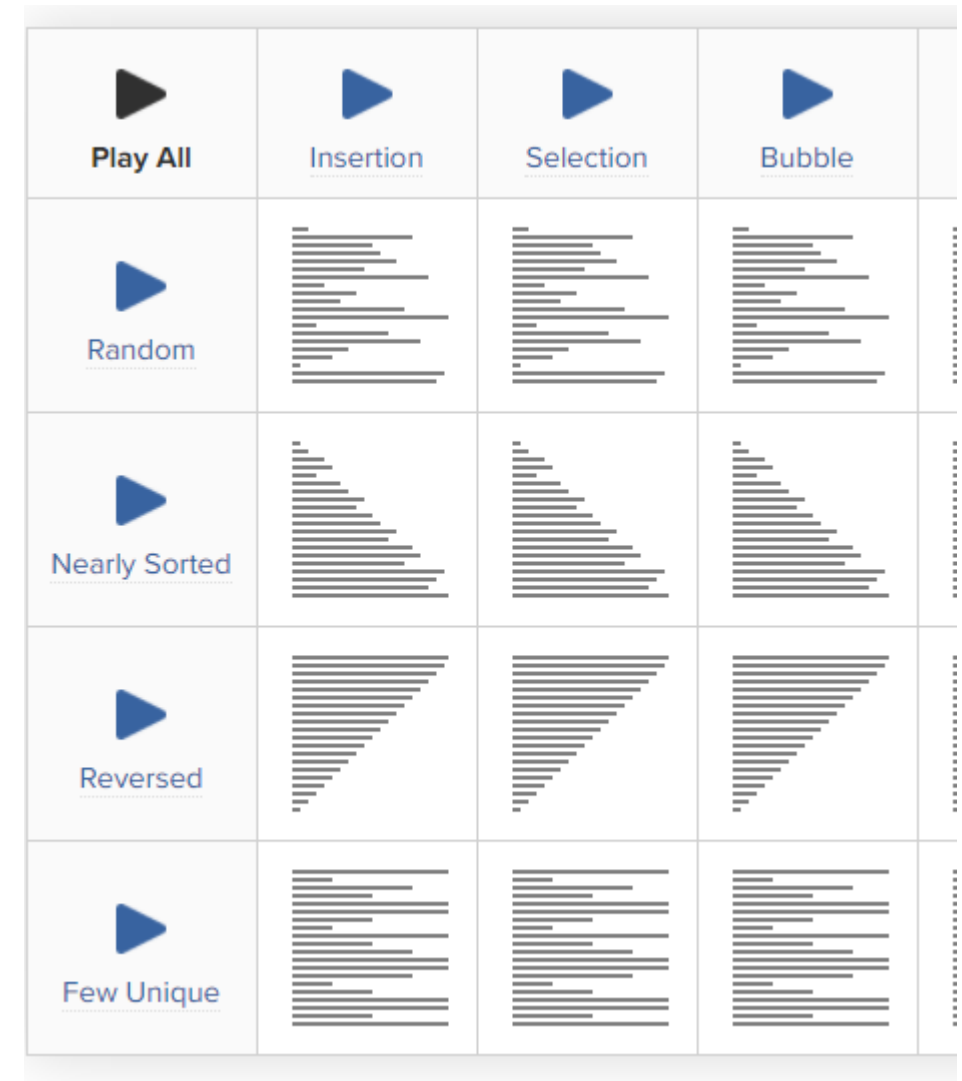 Play All
Insertion
Selection
Bubble
Random
Nearly Sorted
Reversed
Few Unique